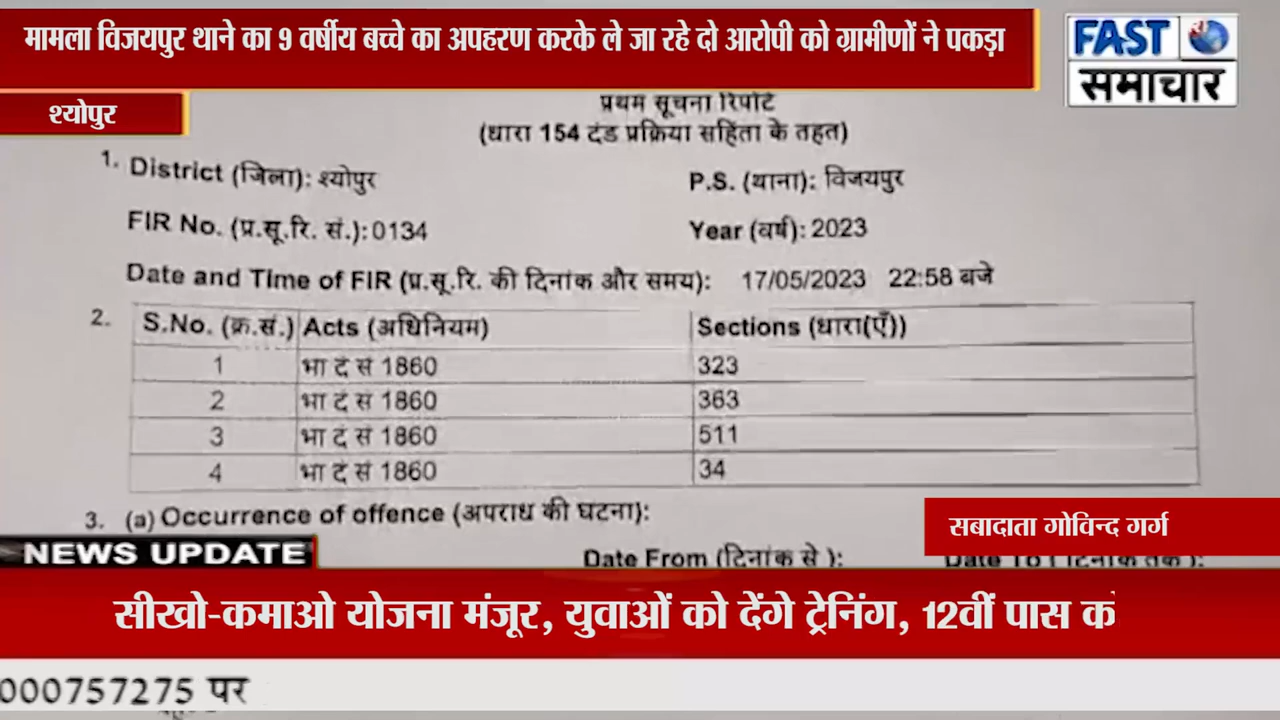 मामला विजयपुर थाने का 9 वर्षीय बच्चे का अपहरण करके ले जा रहे दो आरोपी को ग्रामीणों ने पकड़ा
FAST
समाचार
श्योपुर
प्रथम सूचना रिपोर्ट
(धारा 154 दंड प्रक्रिया संहिता के तहत)
1. District (जिला): श्योपुर P.S. (थाना): विजयपुर
FIR No. (प्र.सू.रि. सं.): 0134 Year (वर्ष): 2023
Date and Time of FIR (प्र.सू.रि. की दिनांक और समय): 17/05/2023 22:58 बजे
2. S.No. (क्र.सं.) Acts (अधिनियम) Sections (धारा(एँ))
1 भा दं सं 1860 323
2 भा दं सं 1860 363
3 भा दं सं 1860 511
4 भा दं सं 1860 34
3. (a) Occurrence of offence (अपराध की घटना):
सबादाता गोविन्द गर्ग
NEWS UPDATE
Date From (दिनांक से ): Date To (दिनांक तक ):
सीखो-कमाओ योजना मंजूर, युवाओं को देंगे ट्रेनिंग, 12वीं पास को
000757275 पर